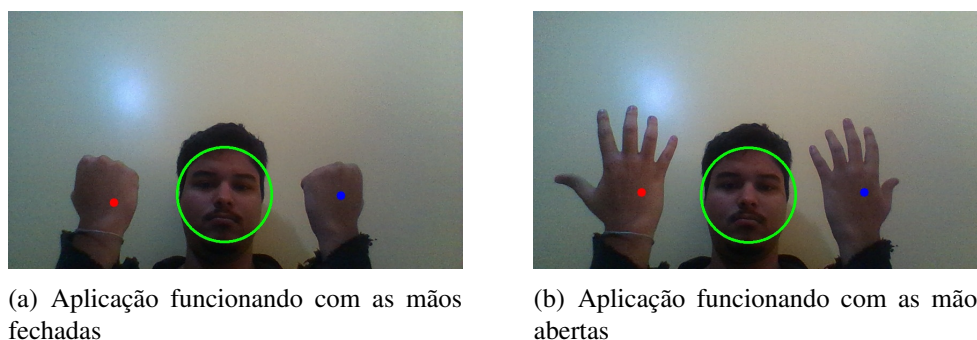 (a) Aplicação funcionando com as mãos
fechadas
(b) Aplicação funcionando com as mão
abertas